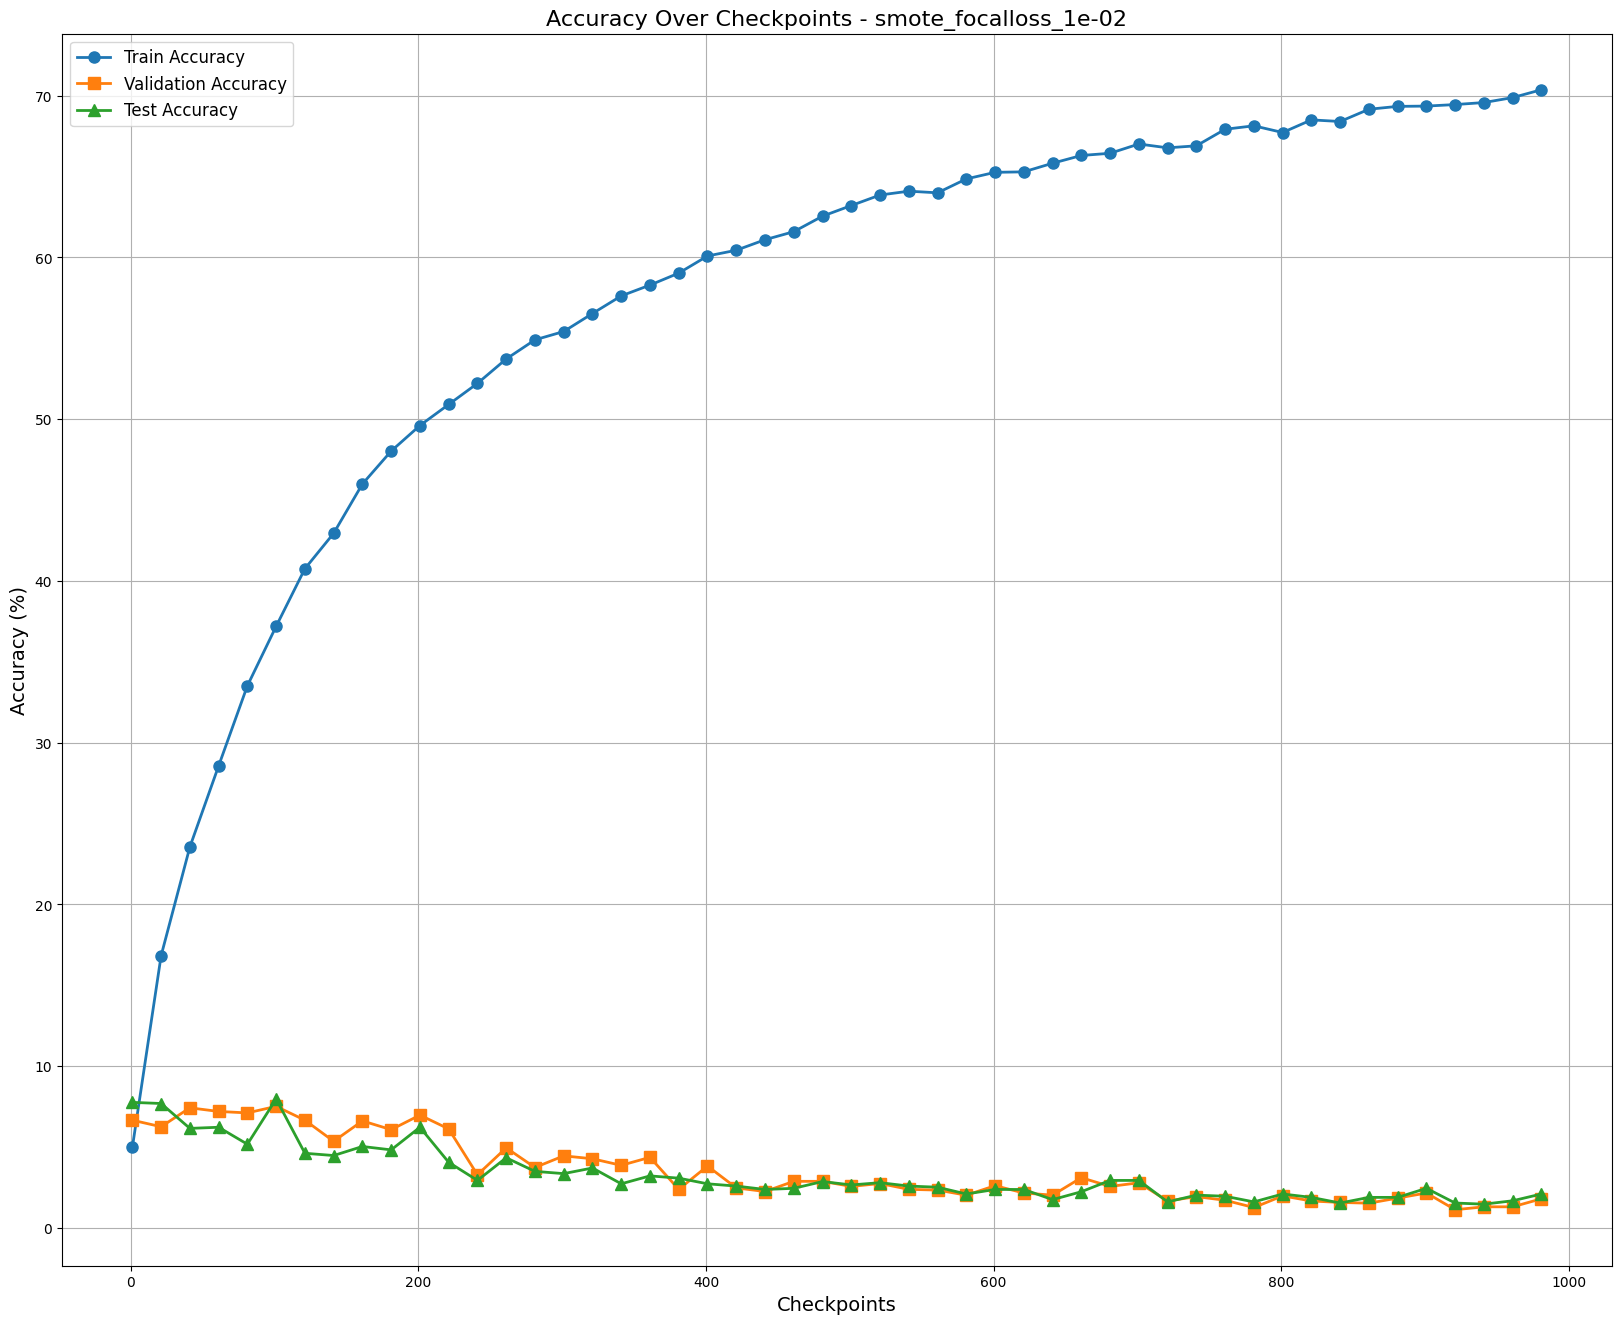 Accuracy Over Checkpoints - smote_focalloss_1e-02
Train Accuracy
Validation Accuracy
Test Accuracy
Accuracy (%)
70
60
50
40
30
20
10
0
0 200 400 600 800 1000
Checkpoints